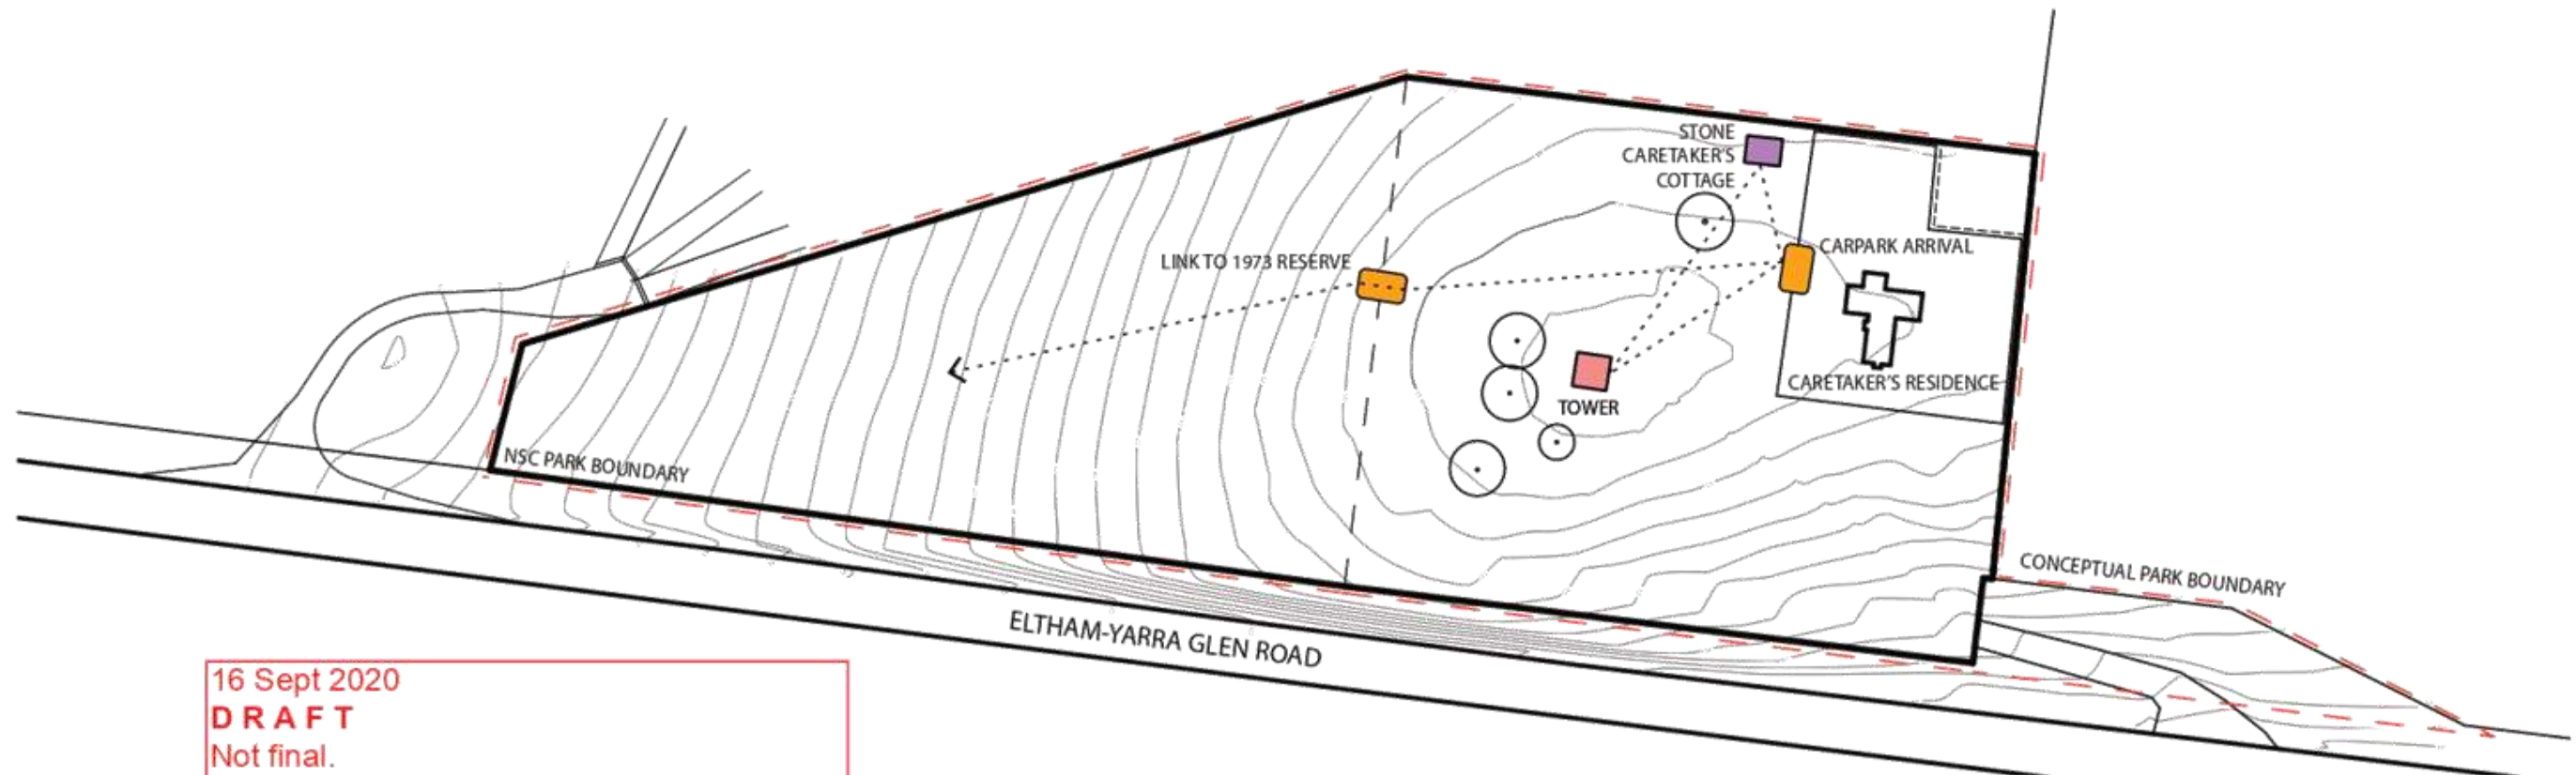 STONE
CARETAKER'S
COTTAGE
CARPARK ARRIVAL
LINK TO 1973 RESERVE
CARETAKER'S RESIDENCE
TOWER
NSC PARK BOUNDARY
CONCEPTUAL PARK BOUNDARY
ELTHAM-YARRA GLEN ROAD
16 Sept 2020
DRAFT
Not final.